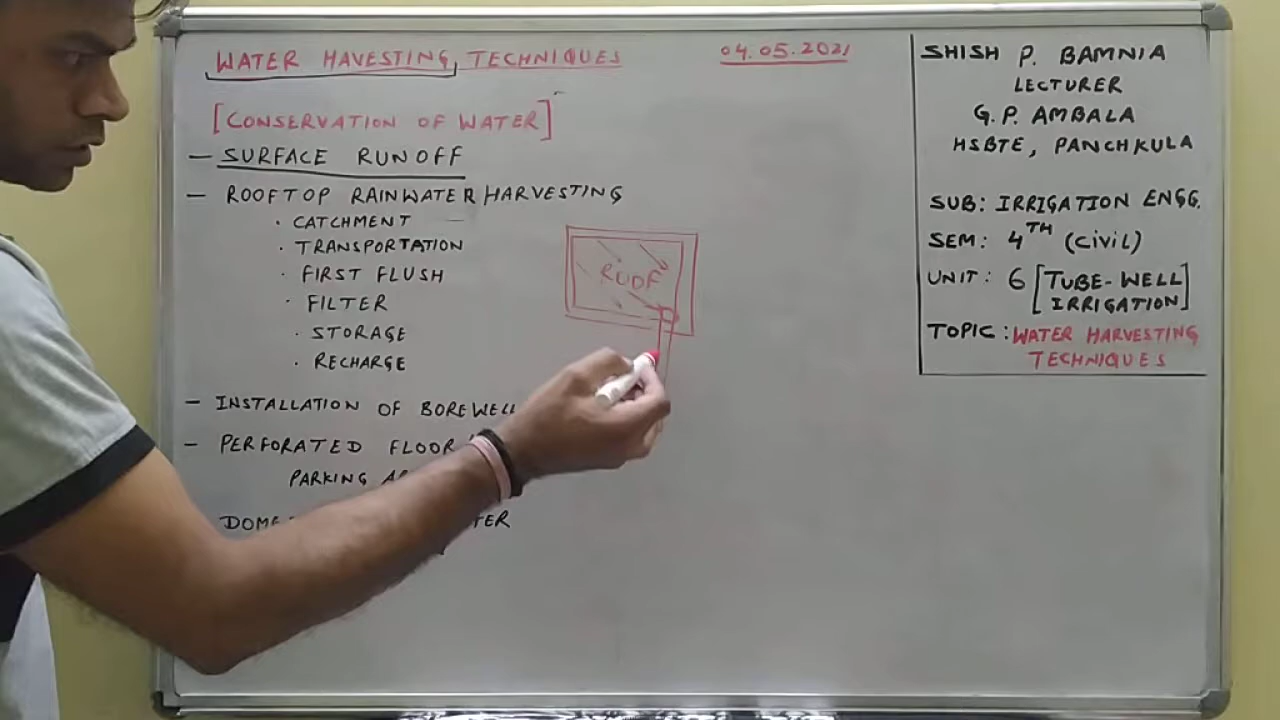 WATER HAVESTING TECHNIQUES
04.05.2021
[CONSERVATION OF WATER]
- SURFACE RUNOFF
- ROOFTOP RAINWATER HARVESTING
· CATCHMENT
· TRANSPORTATION
· FIRST FLUSH
· FILTER
· STORAGE
· RECHARGE
- INSTALLATION OF BOREWELL
- PERFORATED FLOOR
PARKING
ROOF
SHISH P. BAMNIA
LECTURER
G.P. AMBALA
HSBTE, PANCHKULA
SUB: IRRIGATION ENGG.
SEM: 4TH (CIVIL)
UNIT: 6 [TUBE-WELL
IRRIGATION]
TOPIC: WATER HARVESTING
TECHNIQUES